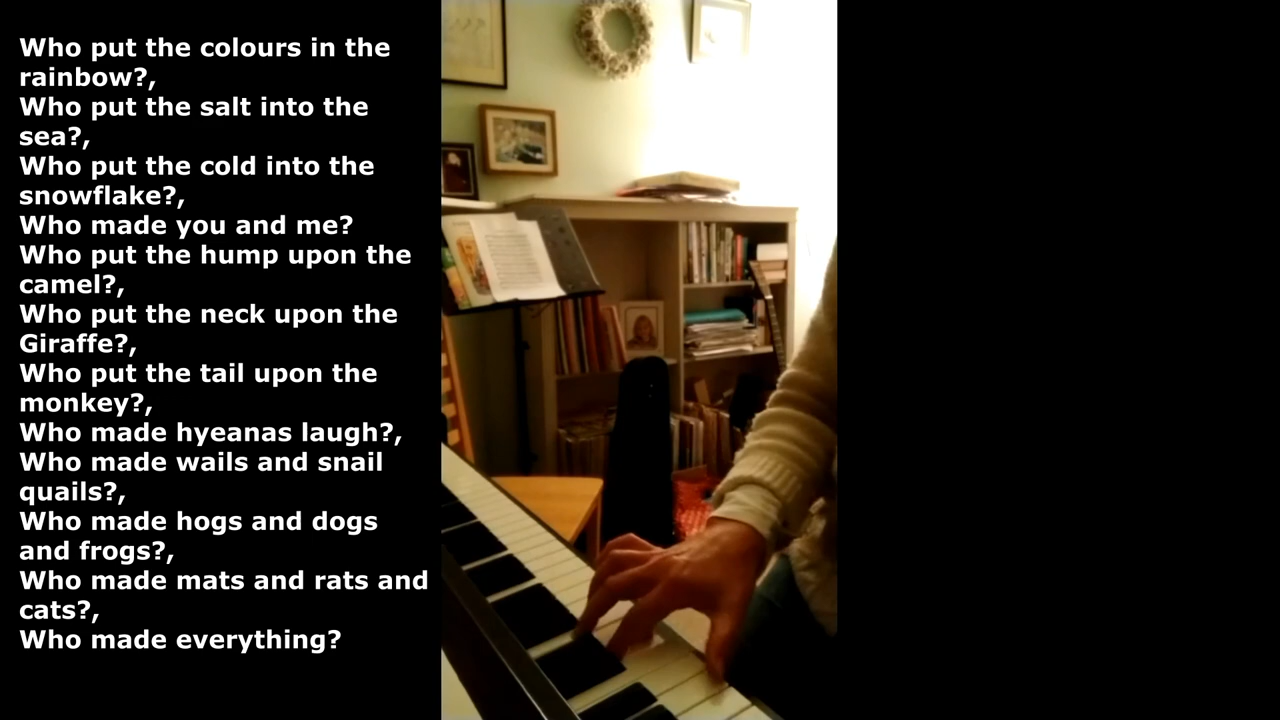 Who put the colours in the
rainbow?,
Who put the salt into the
sea?,
Who put the cold into the
snowflake?,
Who made you and me?
Who put the hump upon the
camel?,
Who put the neck upon the
Giraffe?,
Who put the tail upon the
monkey?,
Who made hyeanas laugh?,
Who made wails and snail
quails?,
Who made hogs and dogs
and frogs?,
Who made mats and rats and
cats?,
Who made everything?